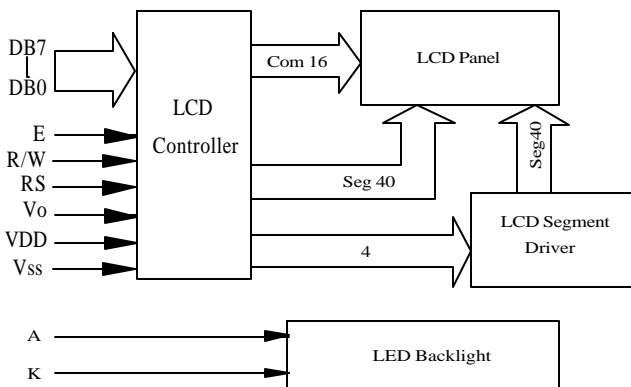 DB7
DB0
E
R/W
RS
Vo
VDD
Vss
LCD
Controller
Com 16
LCD Panel
Seg 40
Seg40
4
LCD Segment
Driver
A
K
LED Backlight